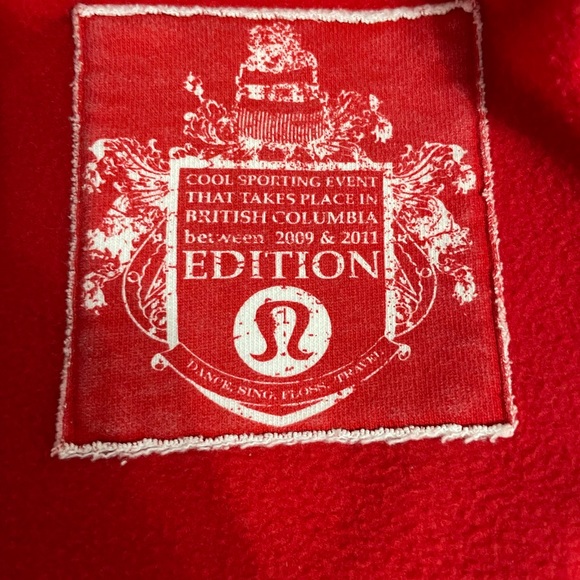 COOL SPORTING EVENT
THAT TAKES PLACE IN
BRITISH COLUMBIA
between 2009 & 2011
EDITION
DANCE. SING. FLOSS. TRAVEL